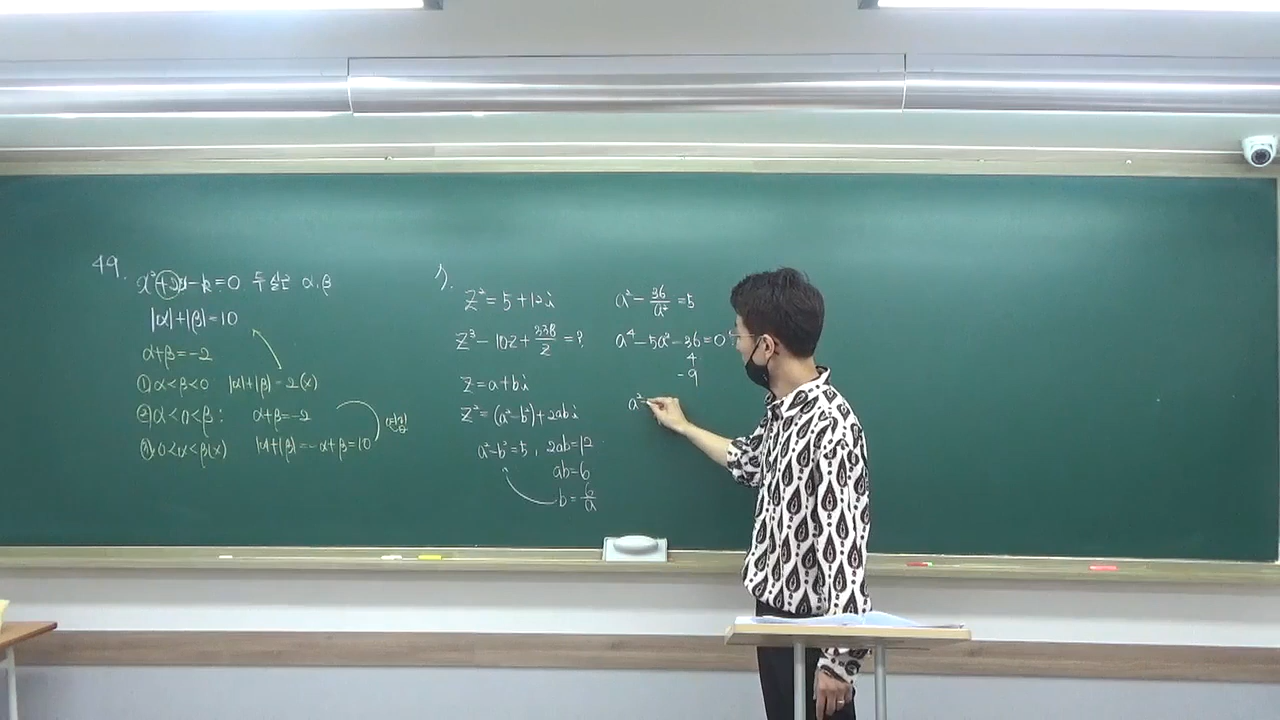 49.
x²+2x-k=0 두 실근 α, β
|α|+|β|=10
α+β=-2
① α<β<0 |α|+|β|=2(x)
② α<0<β: α+β=-2
③ 0<α<β(x) |α|+|β|=-α+β=10
1).
z²=5+12i
z³-10z+338/z=?
z=a+bi
z²=(a²-b²)+2abi
a²-b²=5, 2ab=12
ab=6
b=6/a
a²-36/a²=5
a⁴-5a²-36=0
4
-9
a²